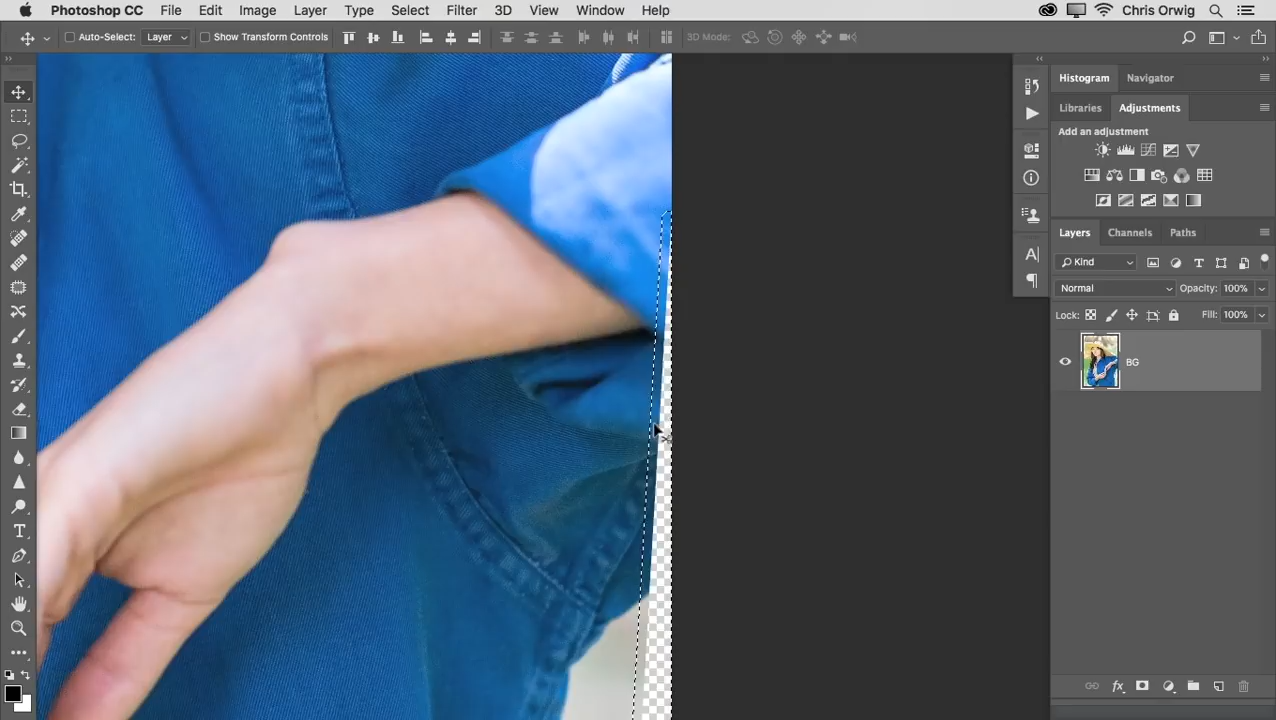 Photoshop CC File Edit Image Layer Type Select Filter 3D View Window Help Chris Orwig
Auto-Select: Layer Show Transform Controls 3D Mode:
Histogram Navigator
Libraries Adjustments
Add an adjustment
Layers Channels Paths
Kind
Normal Opacity: 100%
Lock: Fill: 100%
BG